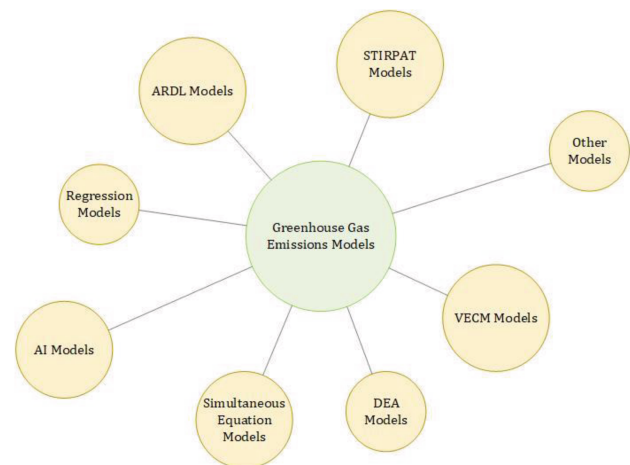 STIRPAT
Models
ARDL Models
Other
Models
Regression
Models
Greenhouse Gas
Emissions Models
VECM Models
AI Models
Simultaneous
Equation
Models
DEA
Models